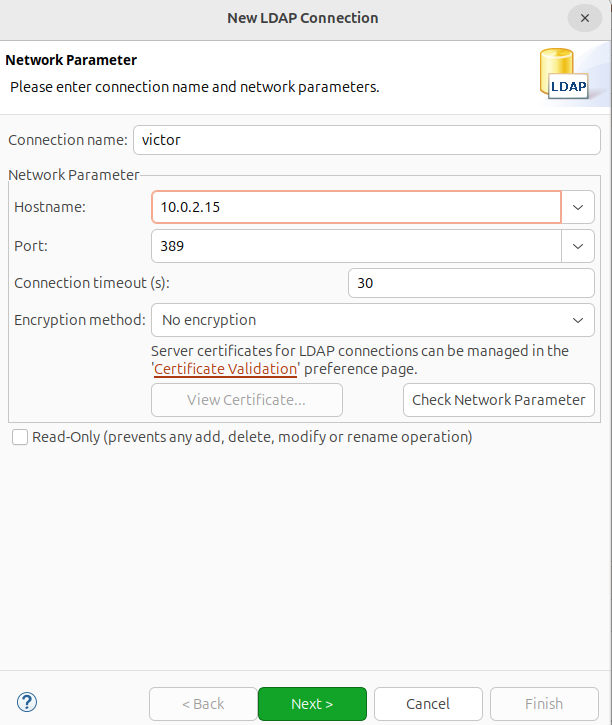 New LDAP Connection
Network Parameter
Please enter connection name and network parameters.
LDAP
Connection name: victor
Network Parameter
Hostname: 10.0.2.15
Port: 389
Connection timeout (s): 30
Encryption method: No encryption
Server certificates for LDAP connections can be managed in the
'Certificate Validation' preference page.
View Certificate... Check Network Parameter
Read-Only (prevents any add, delete, modify or rename operation)
? < Back Next > Cancel Finish